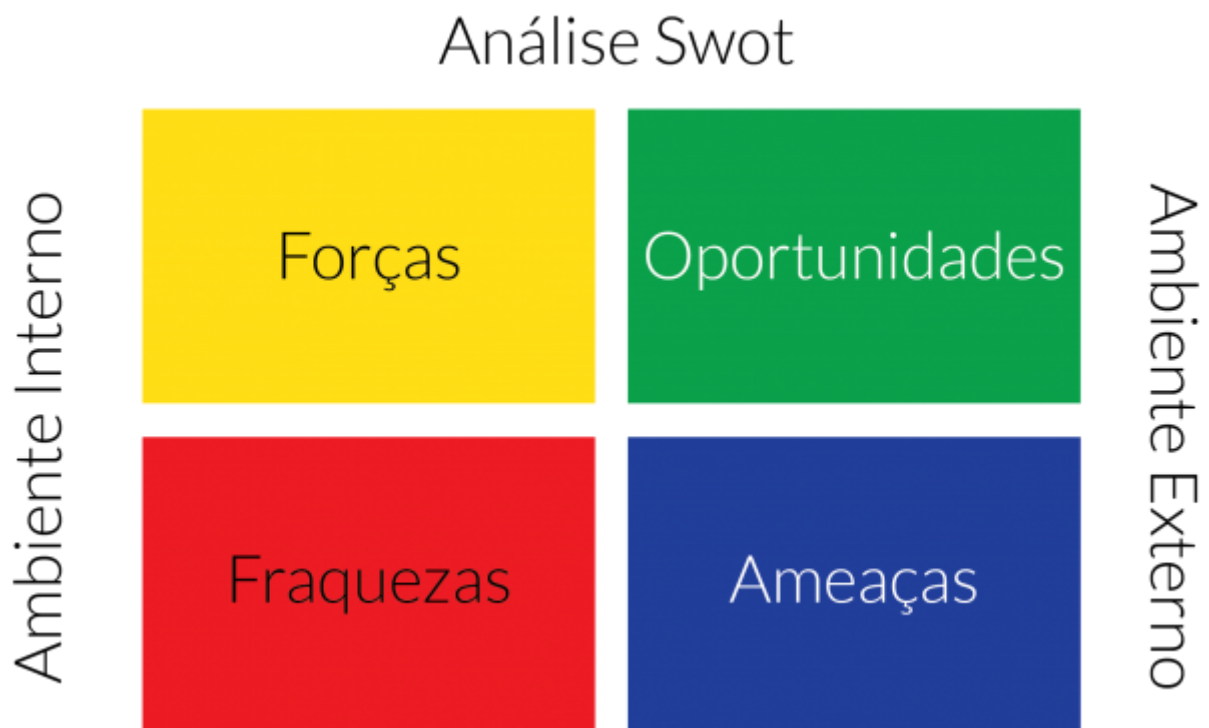 Análise Swot
Ambiente Interno
Forças
Oportunidades
Ambiente Externo
Fraquezas
Ameaças